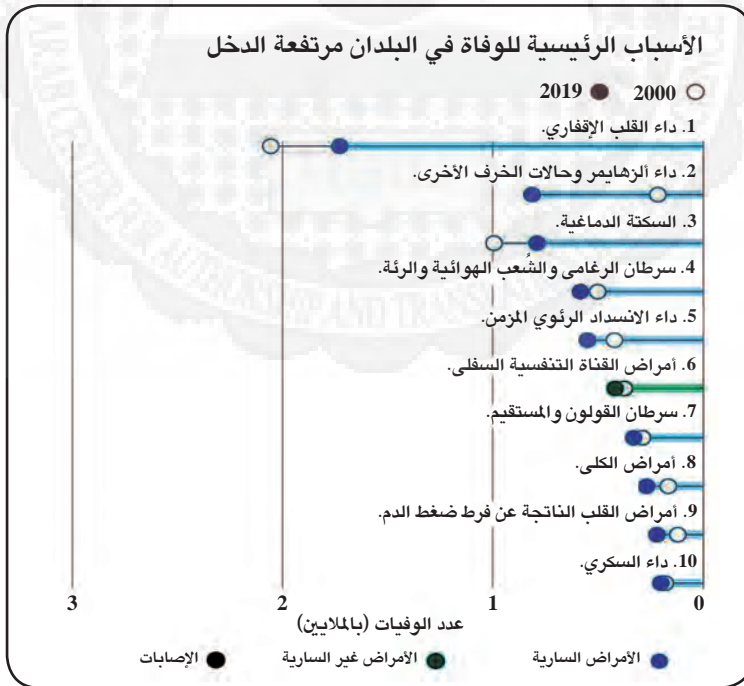 الأسباب الرئيسية للوفاة في البلدان مرتفعة الدخل
2000 2019
1. داء القلب الإقفاري.
2. داء ألزهايمر وحالات الخرف الأخرى.
3. السكتة الدماغية.
4. سرطان الرغامى والشُعب الهوائية والرئة.
5. داء الانسداد الرئوي المزمن.
6. أمراض القناة التنفسية السفلى.
7. سرطان القولون والمستقيم.
8. أمراض الكلى.
9. أمراض القلب الناتجة عن فرط ضغط الدم.
10. داء السكري.
0 1 2 3
عدد الوفيات (بالملايين)
الأمراض السارية الأمراض غير السارية الإصابات